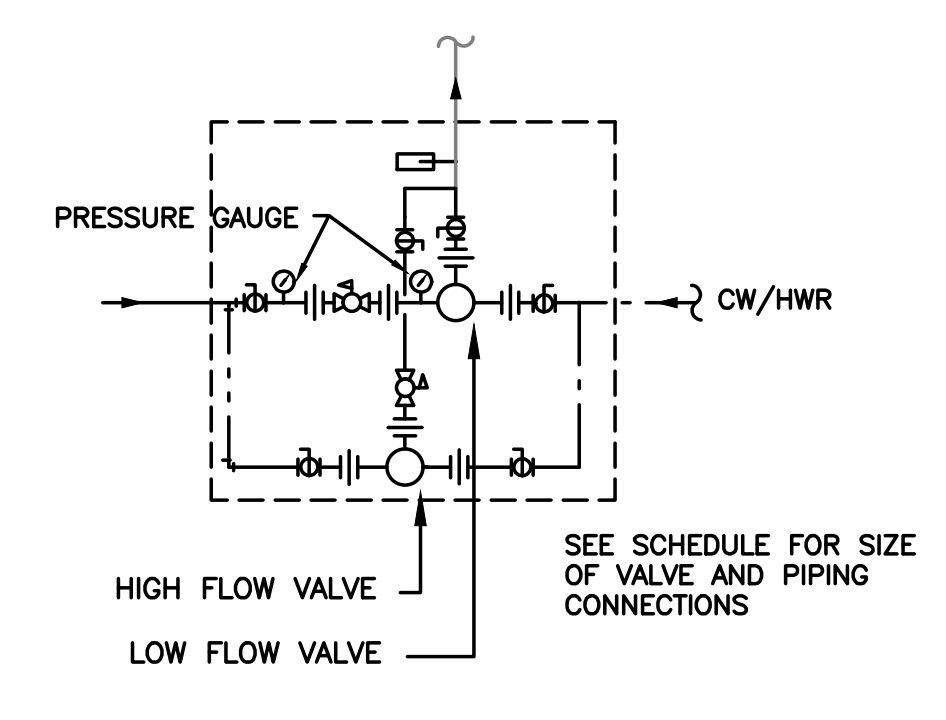 PRESSURE GAUGE
CW/HWR
SEE SCHEDULE FOR SIZE
OF VALVE AND PIPING
CONNECTIONS
HIGH FLOW VALVE
LOW FLOW VALVE